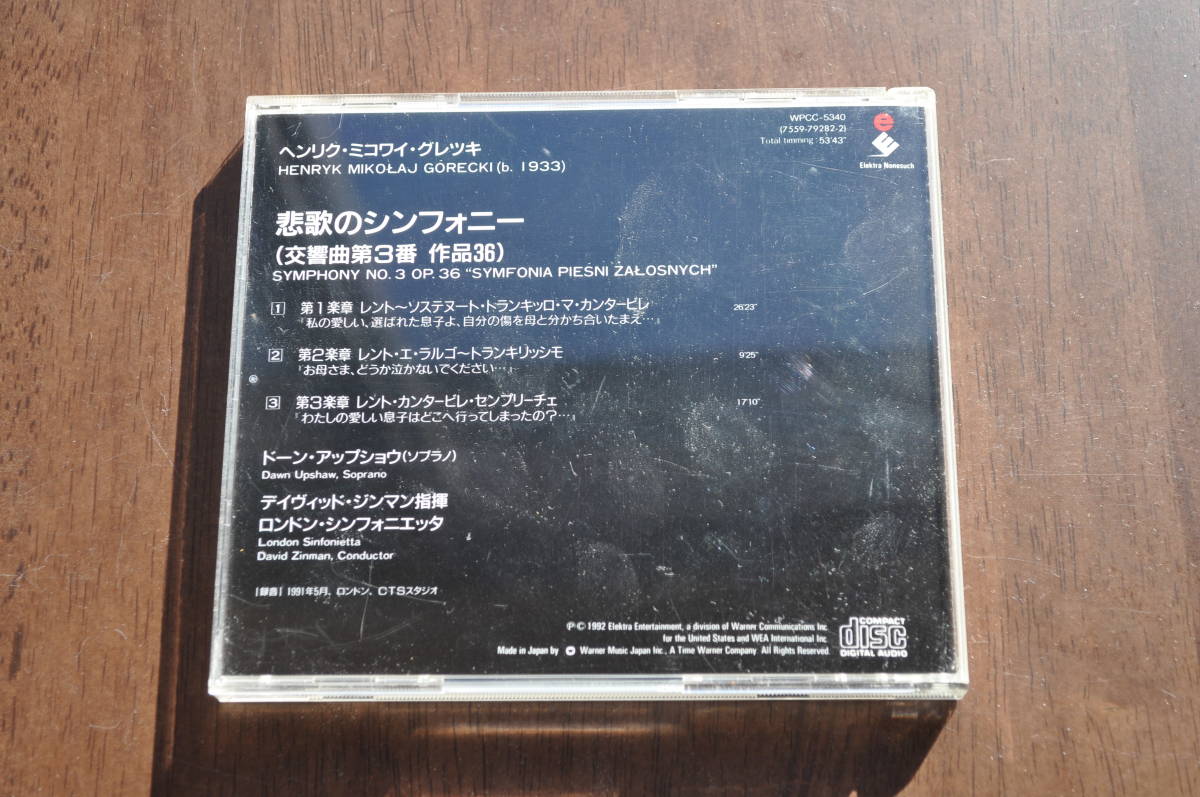 ヘンリク・ミコワイ・グレツキ
HENRYK MIKOŁAJ GÓRECKI (b. 1933)
WPCC-5340
(7559-79282-2)
Total timming : 53'43"
e
Elektra Nonesuch
悲歌のシンフォニー
(交響曲第3番 作品36)
SYMPHONY NO. 3 OP. 36 "SYMFONIA PIEŚNI ŻAŁOSNYCH"
1 第1楽章 レント〜ソステヌート・トランキッロ・マ・カンタービレ 26'23"
『私の愛しい、選ばれた息子よ、自分の傷を母と分かち合いたまえ…』
2 第2楽章 レント・エ・ラルゴ〜トランキリッシモ 9'25"
『お母さま、どうか泣かないでください…』
3 第3楽章 レント・カンタービレ・センプリーチェ 17'10"
『わたしの愛しい息子はどこへ行ってしまったの?…』
ドーン・アップショウ(ソプラノ)
Dawn Upshaw, Soprano
デイヴィッド・ジンマン指揮
ロンドン・シンフォニエッタ
London Sinfonietta
David Zinman, Conductor
[録音] 1991年5月、ロンドン、CTSスタジオ
℗© 1992 Elektra Entertainment, a division of Warner Communications Inc.
for the United States and WEA International Inc.
Made in Japan by Warner Music Japan Inc., A Time Warner Company All Rights Reserved.
COMPACT
disc
DIGITAL AUDIO